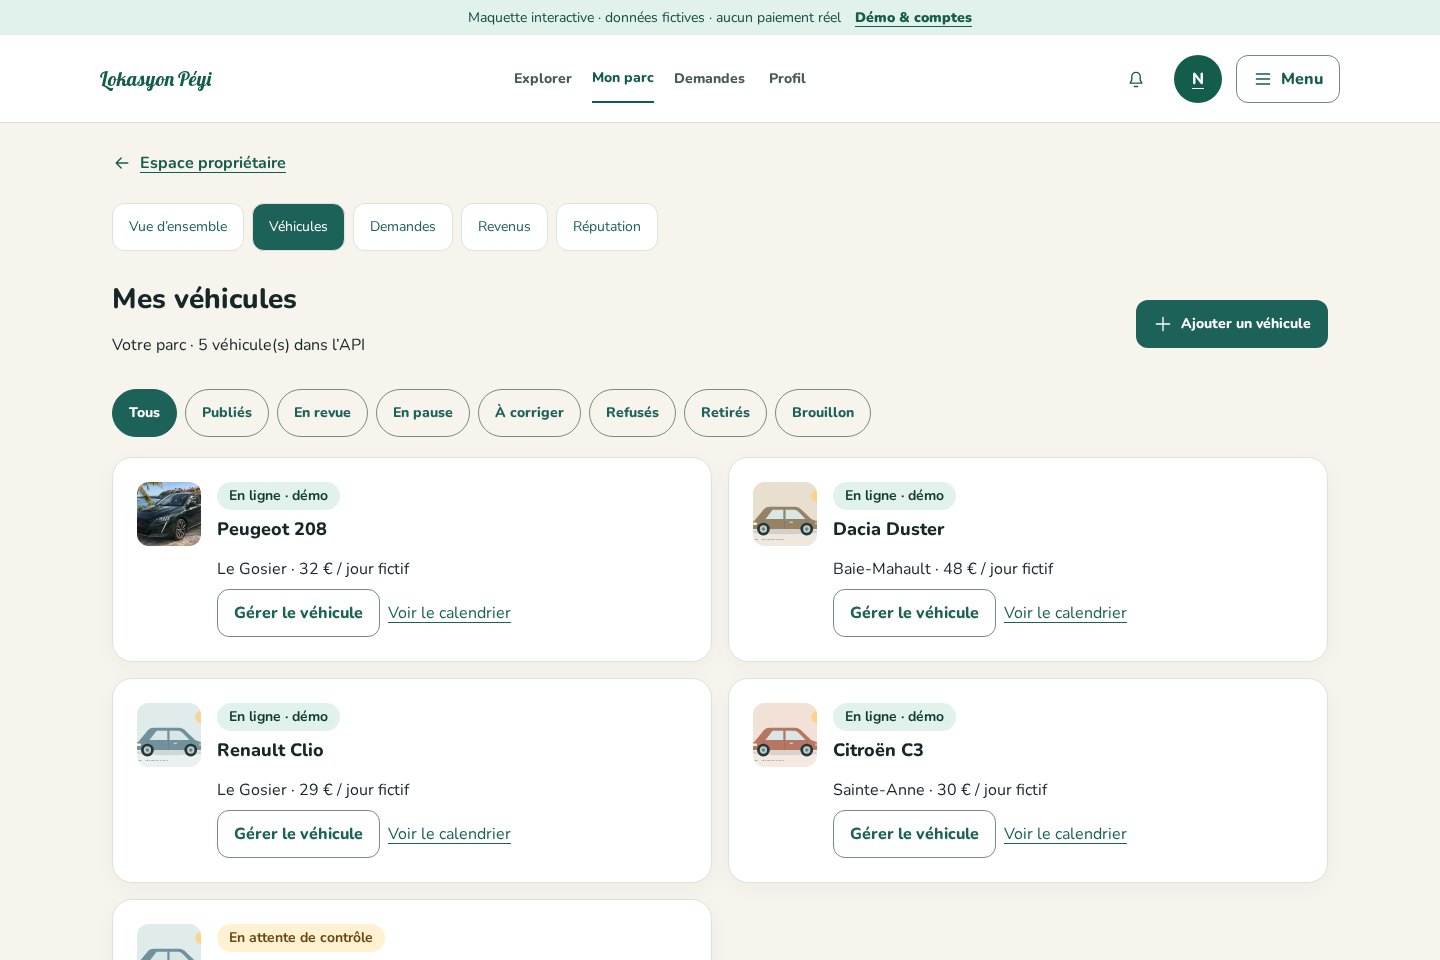 Maquette interactive · données fictives · aucun paiement réel Démo & comptes
Lokasyon Péyi
Explorer Mon parc Demandes Profil
N
Menu
Espace propriétaire
Vue d’ensemble Véhicules Demandes Revenus Réputation
Mes véhicules
Votre parc · 5 véhicule(s) dans l’API
Ajouter un véhicule
Tous Publiés En revue En pause À corriger Refusés Retirés Brouillon
En ligne · démo
Peugeot 208
Le Gosier · 32 € / jour fictif
Gérer le véhicule Voir le calendrier
En ligne · démo
Dacia Duster
Baie-Mahault · 48 € / jour fictif
Gérer le véhicule Voir le calendrier
En ligne · démo
Renault Clio
Le Gosier · 29 € / jour fictif
Gérer le véhicule Voir le calendrier
En ligne · démo
Citroën C3
Sainte-Anne · 30 € / jour fictif
Gérer le véhicule Voir le calendrier
En attente de contrôle